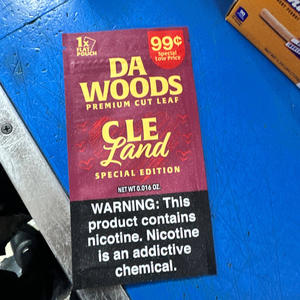 1x
FLAT
POUCH
99¢
Special
Low Price
DA
WOODS
PREMIUM CUT LEAF
CLE
Land
SPECIAL EDITION
NET WT 0.016 OZ.
WARNING: This
product contains
nicotine. Nicotine
is an addictive
chemical.